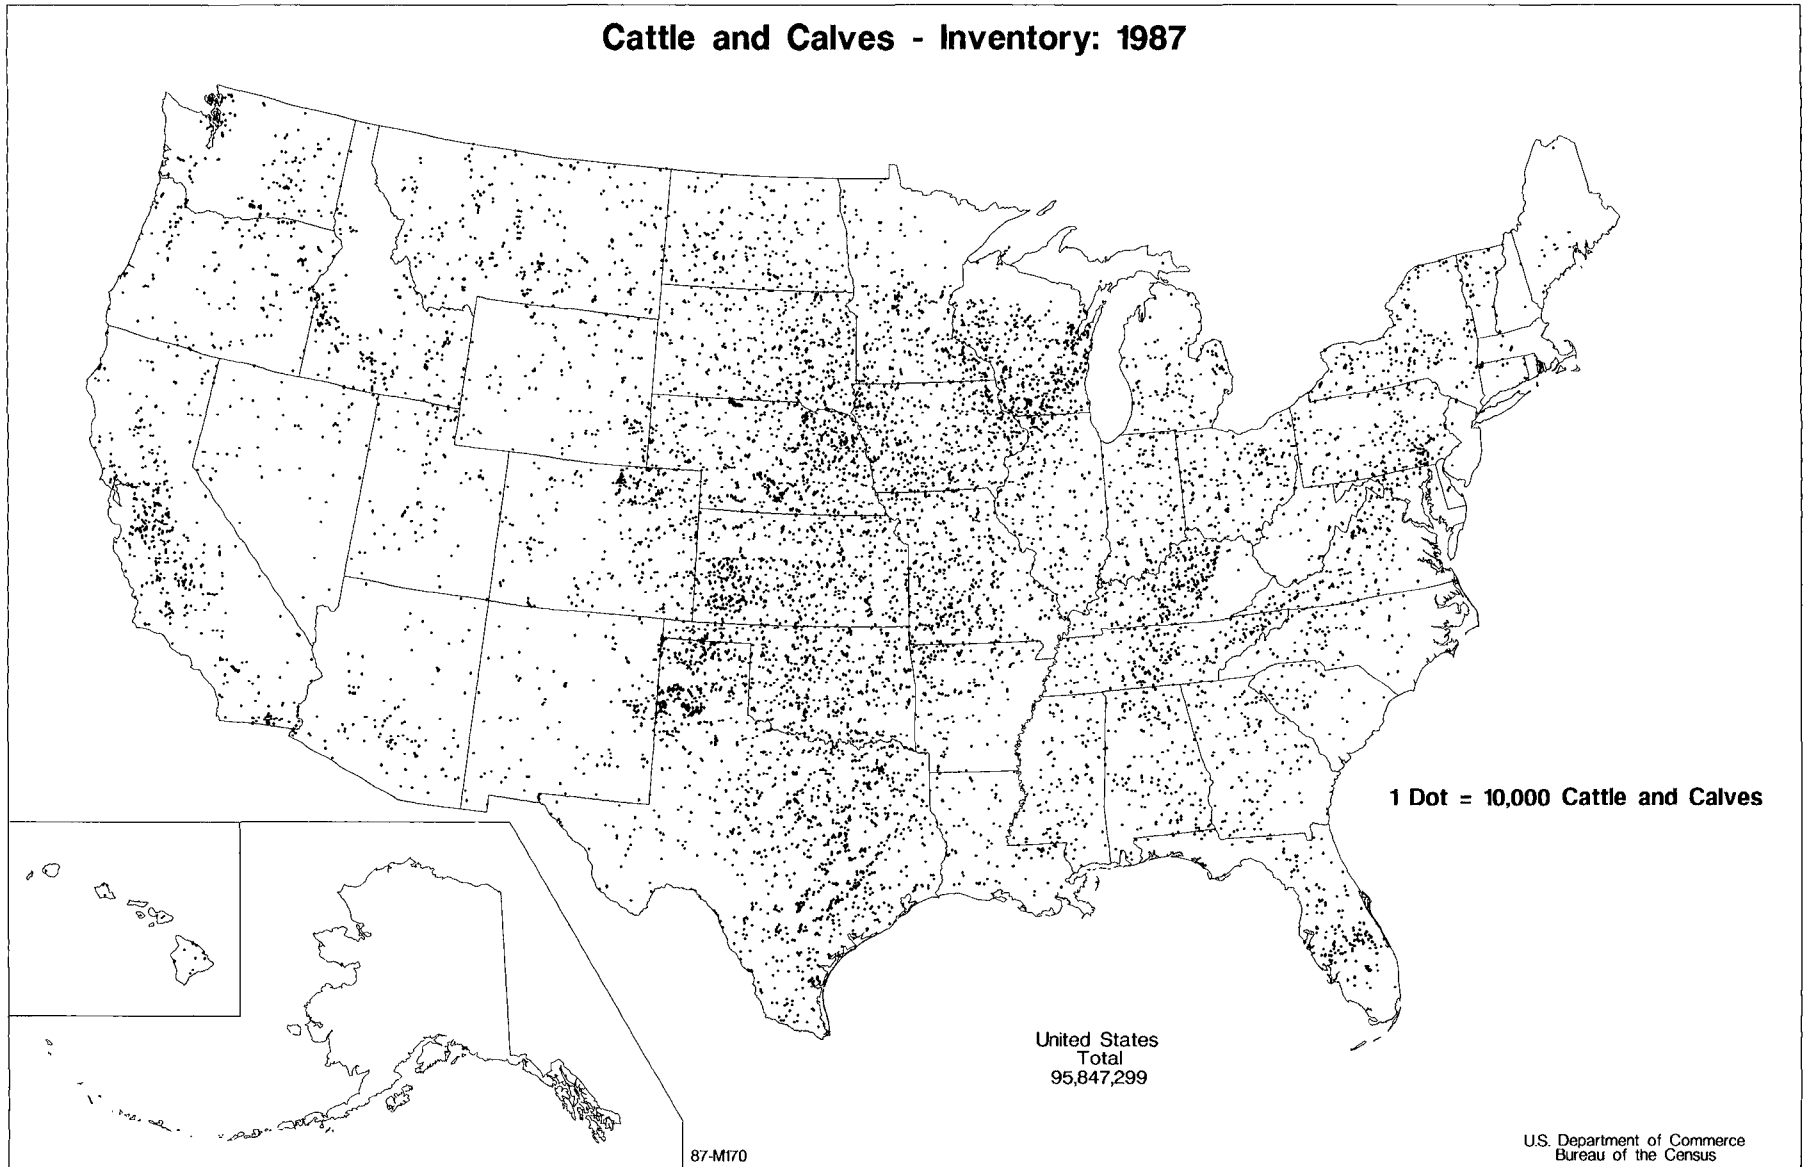 Cattle and Calves - Inventory: 1987
1 Dot = 10,000 Cattle and Calves
United States
Total
95,847,299
87-M170
U.S. Department of Commerce
Bureau of the Census